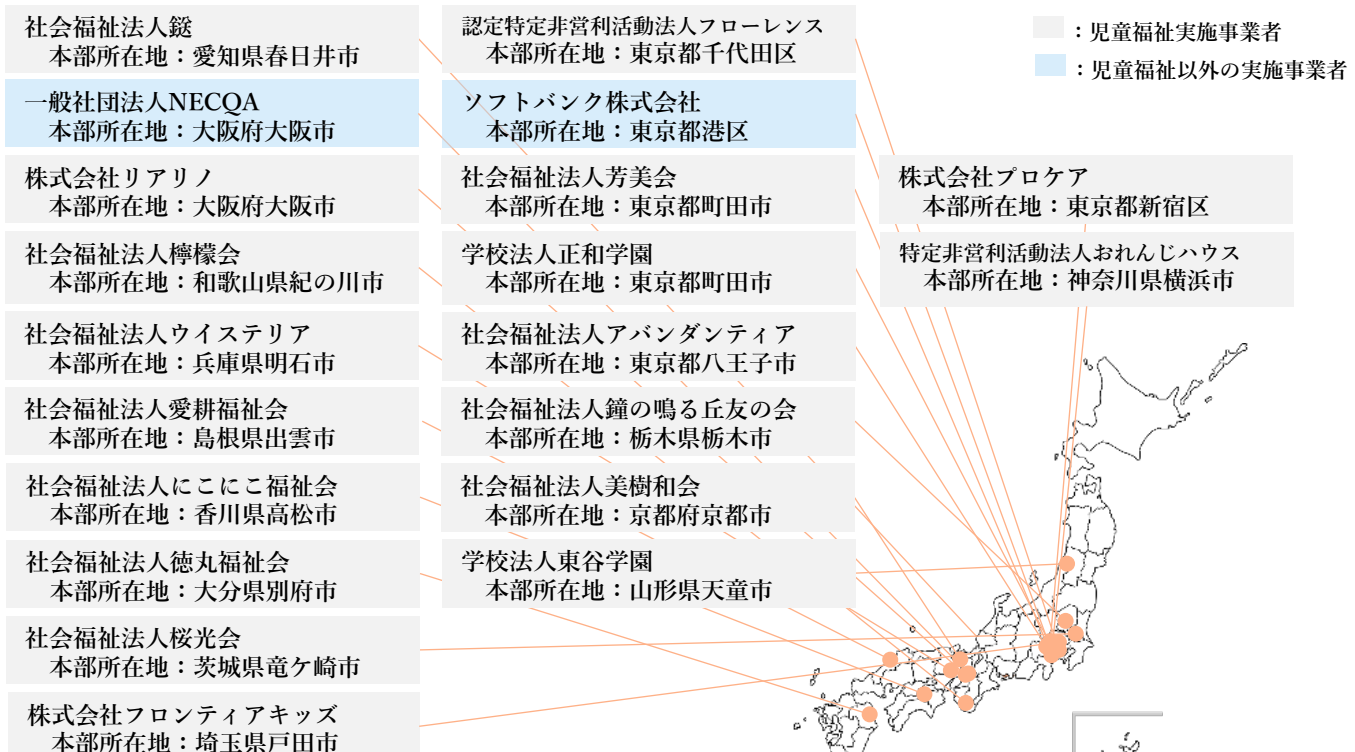 社会福祉法人鎹
本部所在地：愛知県春日井市
一般社団法人NECQA
本部所在地：大阪府大阪市
株式会社リアリノ
本部所在地：大阪府大阪市
社会福祉法人檸檬会
本部所在地：和歌山県紀の川市
社会福祉法人ウイステリア
本部所在地：兵庫県明石市
社会福祉法人愛耕福祉会
本部所在地：島根県出雲市
社会福祉法人にこにこ福祉会
本部所在地：香川県高松市
社会福祉法人徳丸福祉会
本部所在地：大分県別府市
社会福祉法人桜光会
本部所在地：茨城県竜ケ崎市
株式会社フロンティアキッズ
本部所在地：埼玉県戸田市
認定特定非営利活動法人フローレンス
本部所在地：東京都千代田区
ソフトバンク株式会社
本部所在地：東京都港区
社会福祉法人芳美会
本部所在地：東京都町田市
学校法人正和学園
本部所在地：東京都町田市
社会福祉法人アバンダンティア
本部所在地：東京都八王子市
社会福祉法人鐘の鳴る丘友の会
本部所在地：栃木県栃木市
社会福祉法人美樹和会
本部所在地：京都府京都市
学校法人東谷学園
本部所在地：山形県天童市
：児童福祉実施事業者
：児童福祉以外の実施事業者
株式会社プロケア
本部所在地：東京都新宿区
特定非営利活動法人おれんじハウス
本部所在地：神奈川県横浜市